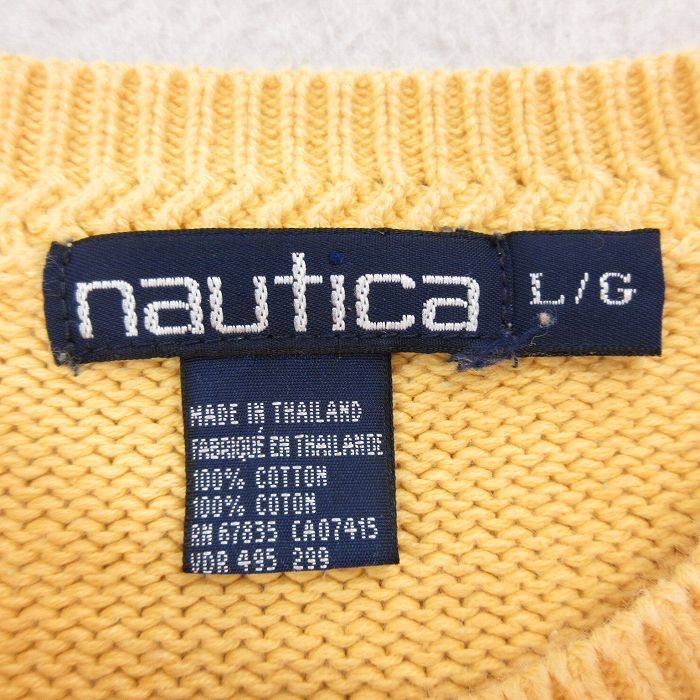 nautica
L/G
MADE IN THAILAND
FABRIQUÉ EN THAILANDE
100% COTTON
100% COTON
RN 67835 CA07415
VDR 495 299